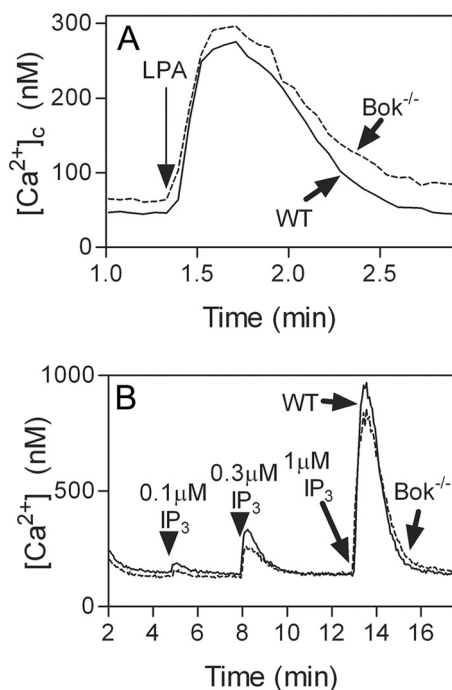 A
300
200
100
0
[Ca²⁺]c (nM)
LPA
Bok⁻/⁻
WT
1.0 1.5 2.0 2.5
Time (min)
B
1000
500
0
[Ca²⁺] (nM)
WT
0.1µM
IP₃
0.3µM
IP₃
1µM
IP₃
Bok⁻/⁻
2 4 6 8 10 12 14 16
Time (min)